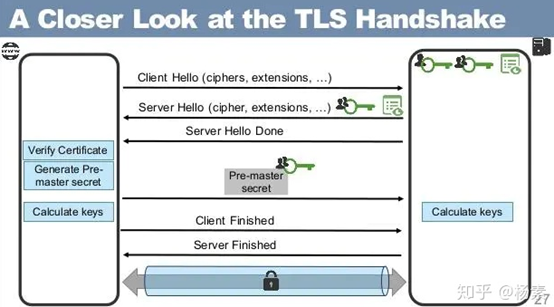 A Closer Look at the TLS Handshake
www
Client Hello (ciphers, extensions, …)
Server Hello (cipher, extensions, …)
Server Hello Done
Verify Certificate
Generate Pre-
master secret
Pre-master
secret
Calculate keys
Calculate keys
Client Finished
Server Finished
知乎 @杨泰
27